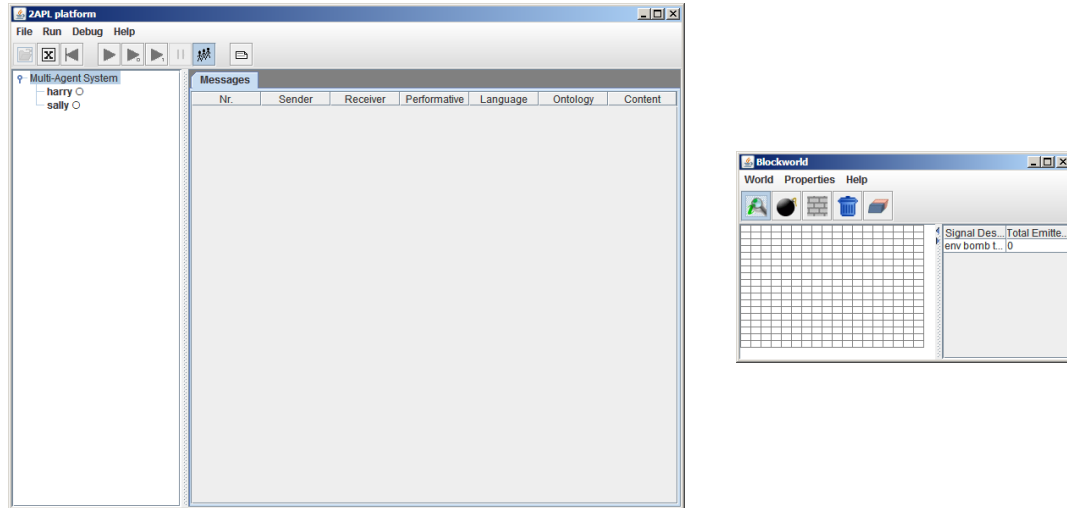 2APL platform
File Run Debug Help
Multi-Agent System
harry
sally
Messages
Nr. Sender Receiver Performative Language Ontology Content
Blockworld
World Properties Help
Signal Des... Total Emitte...
env bomb t... 0